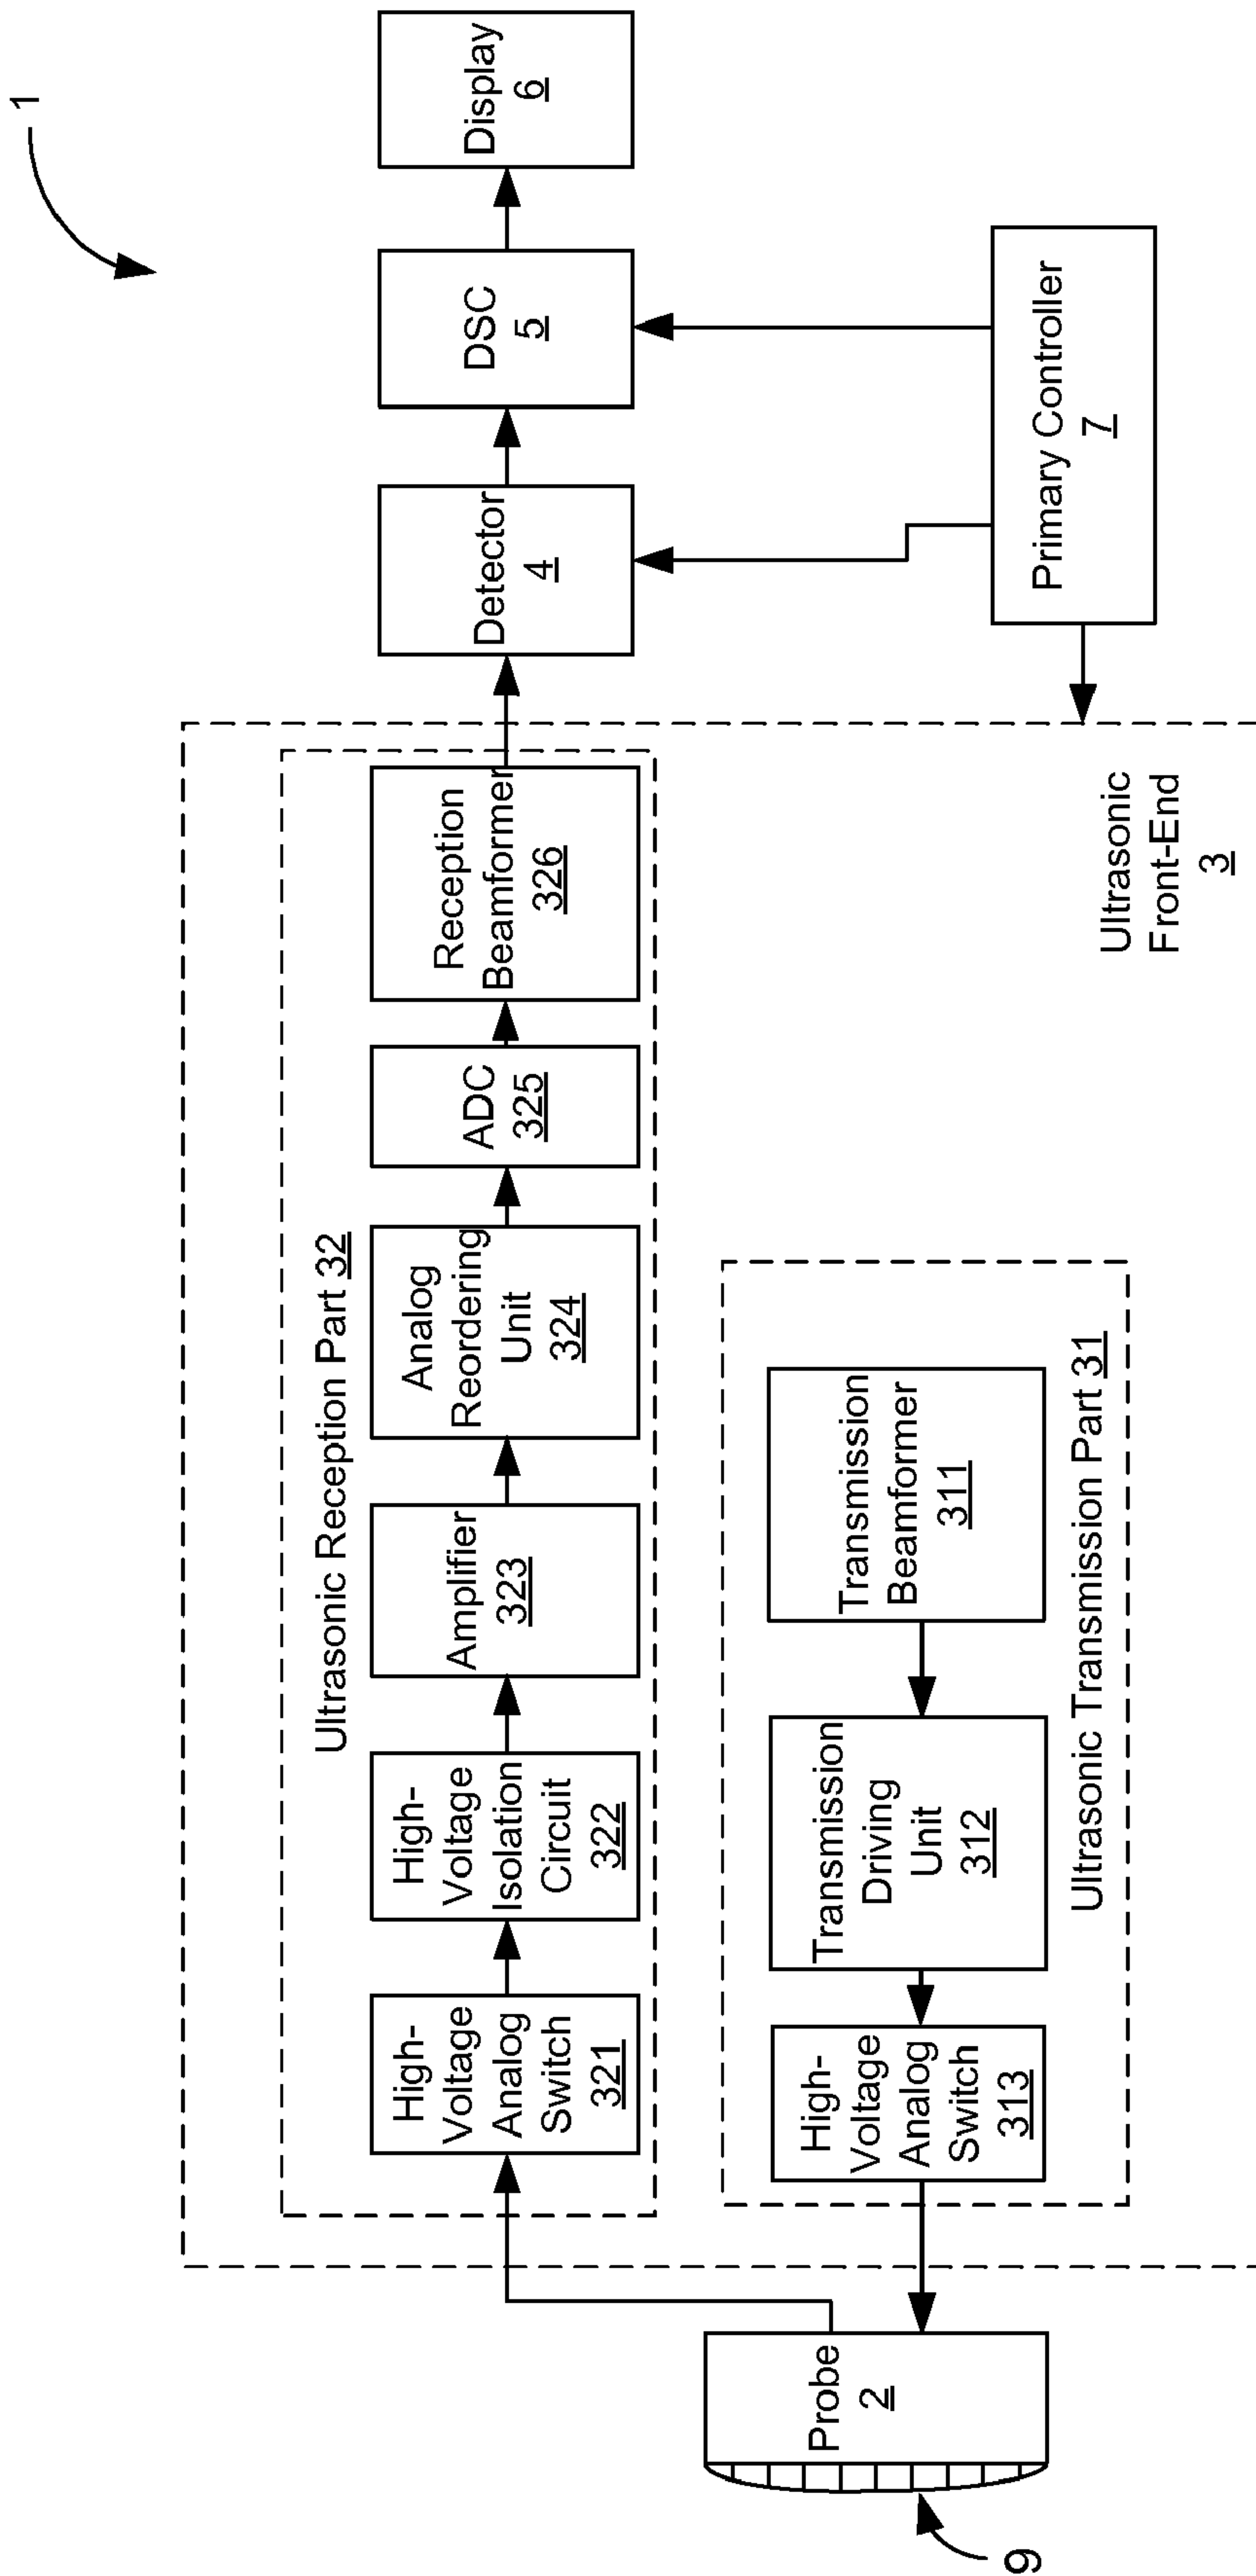 1
Ultrasonic Reception Part 32
High-
Voltage
Analog
Switch
321
High-
Voltage
Isolation
Circuit
322
Amplifier
323
Analog
Reordering
Unit
324
ADC
325
Reception
Beamformer
326
Detector
4
DSC
5
Display
6
Probe
2
9
High-
Voltage
Analog
Switch
313
Transmission
Driving
Unit
312
Transmission
Beamformer
311
Ultrasonic Transmission Part 31
Ultrasonic
Front-End
3
Primary Controller
7